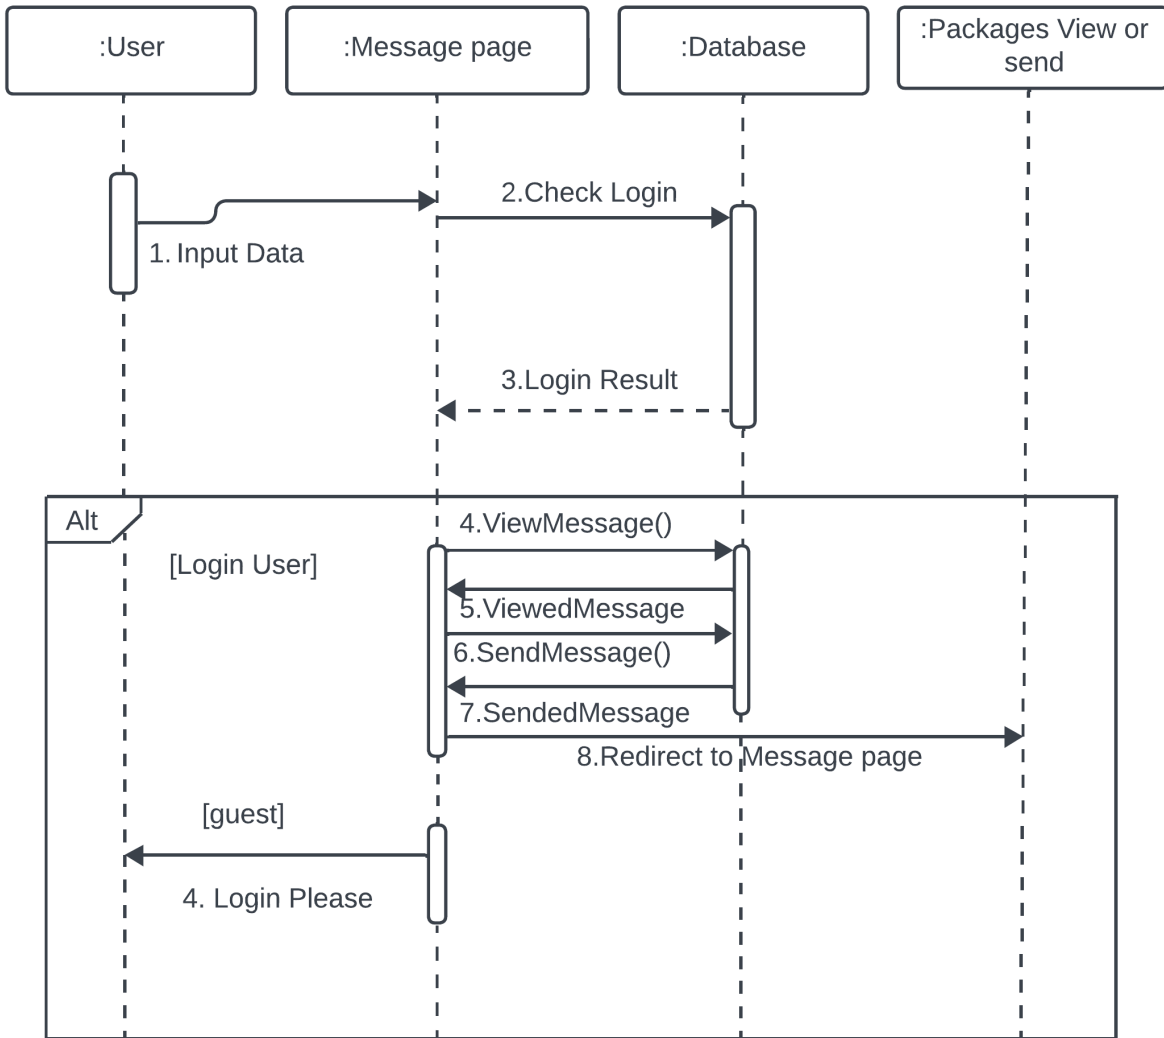 :User
:Message page
:Database
:Packages View or
send
2.Check Login
1. Input Data
3.Login Result
Alt
4.ViewMessage()
[Login User]
5.ViewedMessage
6.SendMessage()
7.SendedMessage
8.Redirect to Message page
[guest]
4. Login Please